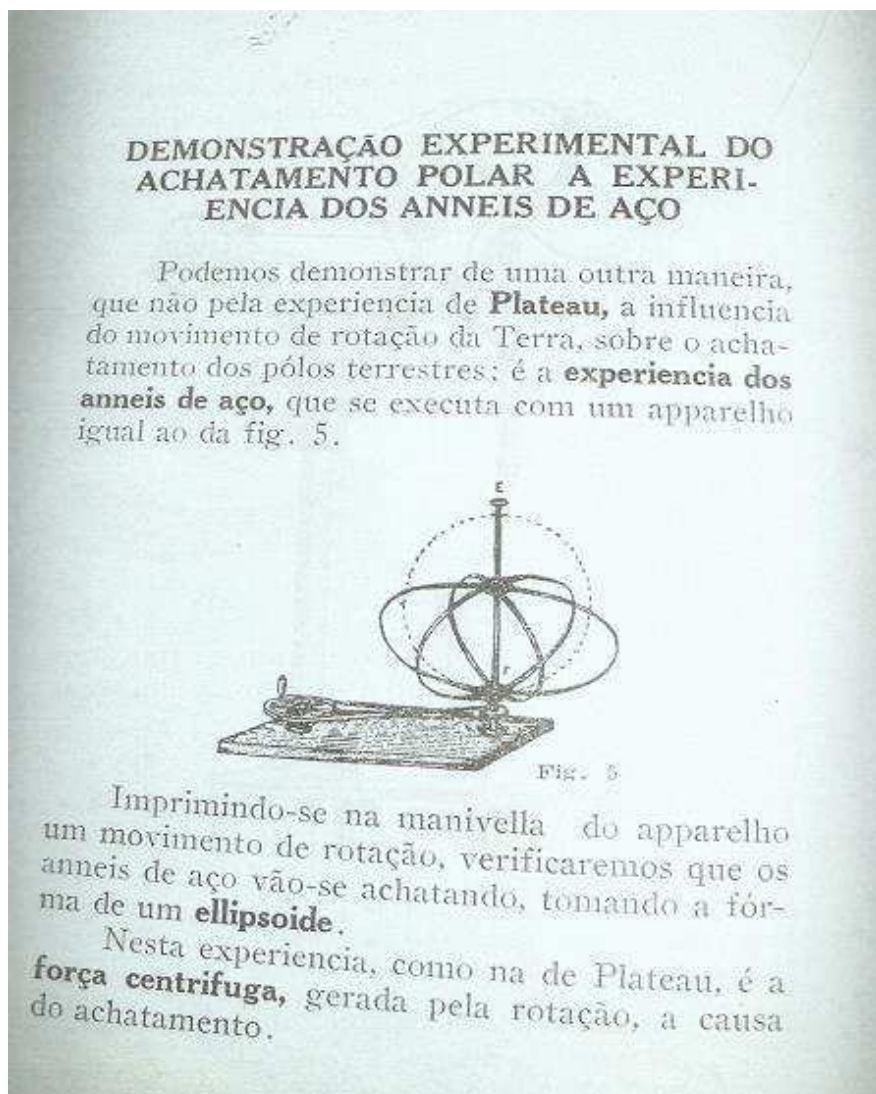 DEMONSTRAÇÃO EXPERIMENTAL DO
ACHATAMENTO POLAR A EXPERI-
ENCIA DOS ANNEIS DE AÇO
Podemos demonstrar de uma outra maneira,
que não pela experiencia de Plateau, a influencia
do movimento de rotação da Terra, sobre o acha-
tamento dos pólos terrestres: é a experiencia dos
anneis de aço, que se executa com um apparelho
igual ao da fig. 5.
E
r
Fig. 5
Imprimindo-se na manivella do apparelho
um movimento de rotação, verificaremos que os
anneis de aço vão-se achatando, tomando a fór-
ma de um ellipsoide.
Nesta experiencia, como na de Plateau, é a
força centrifuga, gerada pela rotação, a causa
do achatamento.